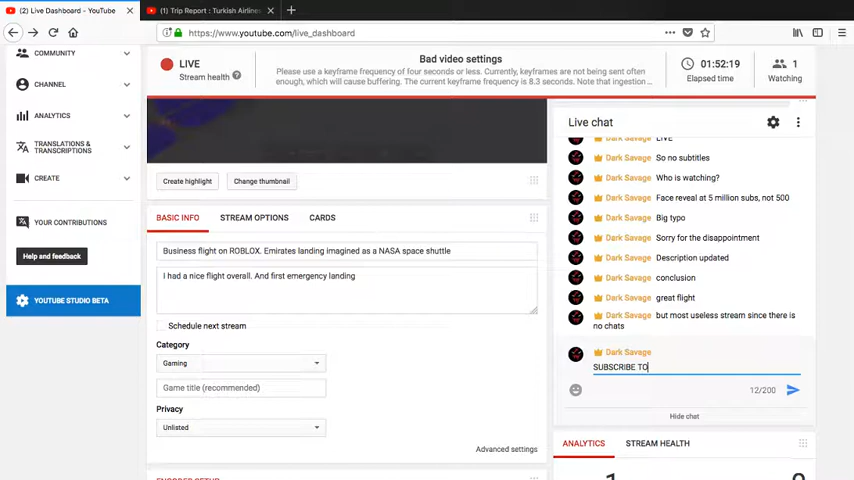 (2) Live Dashboard - YouTube
(1) Trip Report : Turkish Airlines
https://www.youtube.com/live_dashboard
COMMUNITY
CHANNEL
ANALYTICS
TRANSLATIONS &
TRANSCRIPTIONS
CREATE
YOUR CONTRIBUTIONS
Help and feedback
YOUTUBE STUDIO BETA
LIVE
Stream health
Bad video settings
Please use a keyframe frequency of four seconds or less. Currently, keyframes are not being sent often
enough, which will cause buffering. The current keyframe frequency is 8.3 seconds. Note that ingestion ...
01:52:19
Elapsed time
1
Watching
Create highlight
Change thumbnail
BASIC INFO
STREAM OPTIONS
CARDS
Business flight on ROBLOX. Emirates landing imagined as a NASA space shuttle
I had a nice flight overall. And first emergency landing
Schedule next stream
Category
Gaming
Game title (recommended)
Privacy
Unlisted
Advanced settings
Live chat
Dark Savage LIVE
Dark Savage So no subtitles
Dark Savage Who is watching?
Dark Savage Face reveal at 5 million subs, not 500
Dark Savage Big typo
Dark Savage Sorry for the disappointment
Dark Savage Description updated
Dark Savage conclusion
Dark Savage great flight
Dark Savage but most useless stream since there is
no chats
Dark Savage
SUBSCRIBE TO
12/200
Hide chat
ANALYTICS
STREAM HEALTH